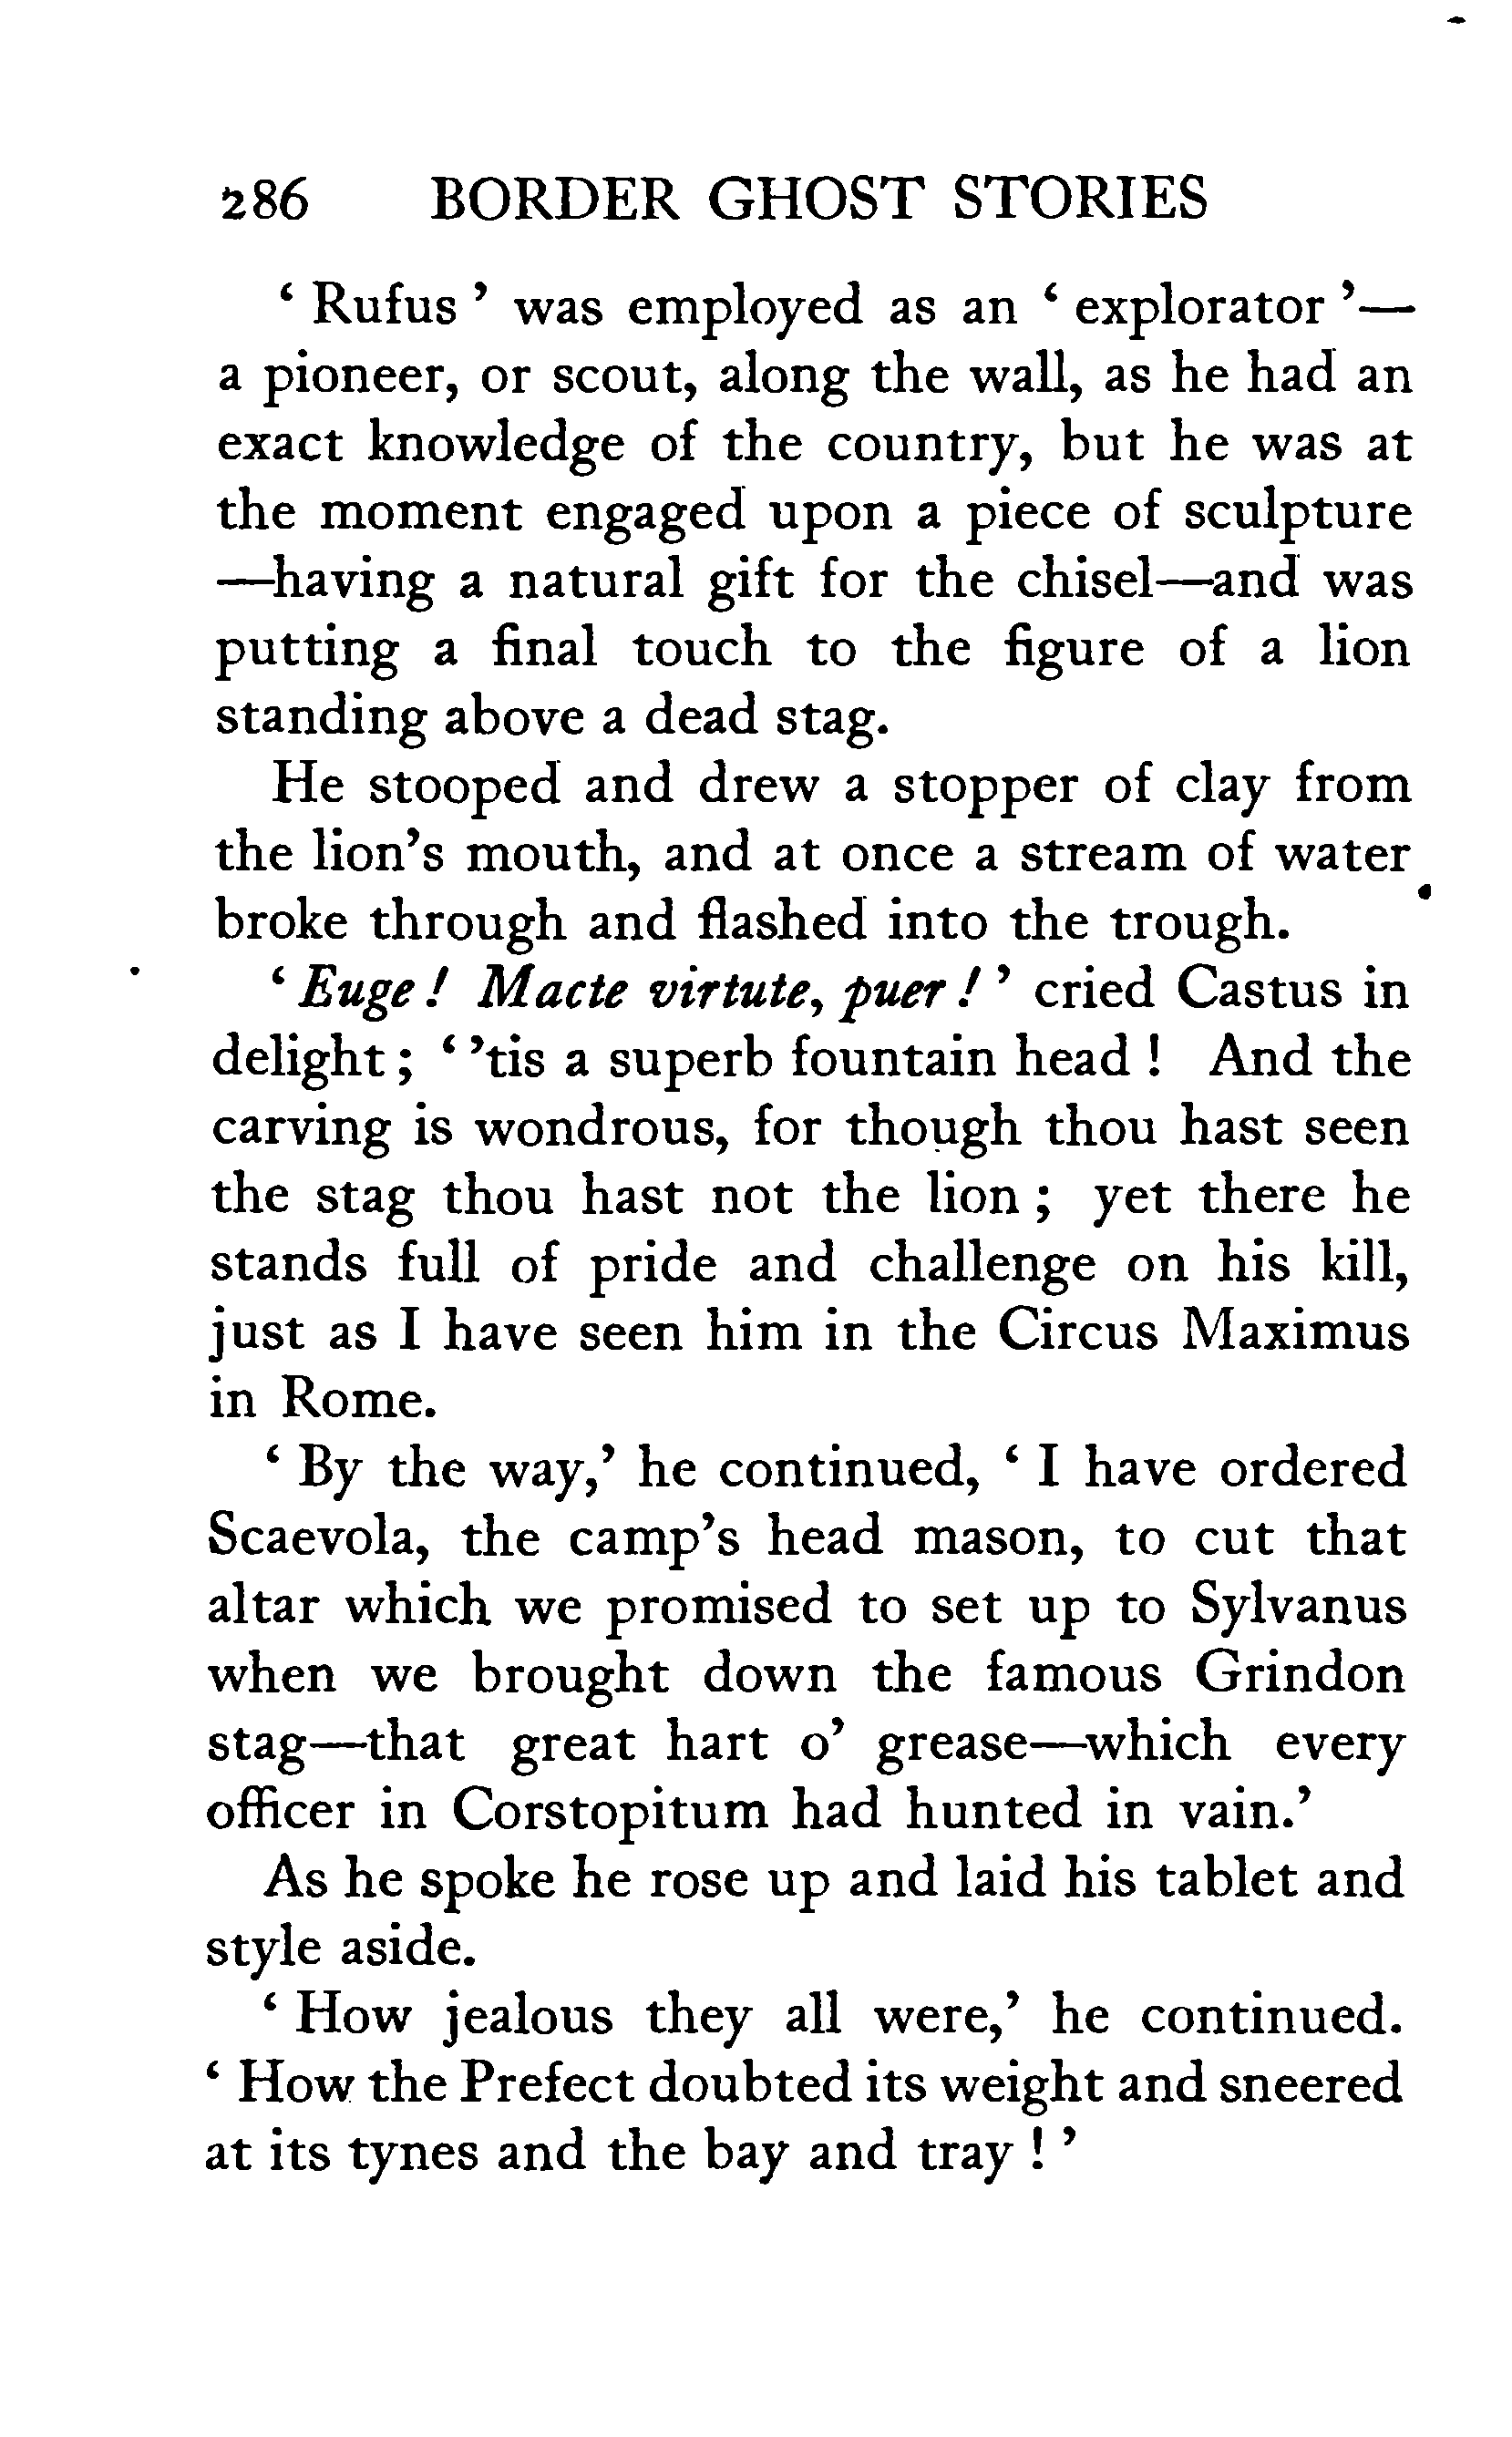 286 BORDER GHOST STORIES
‘ Rufus ’ was employed as an ‘ explorator ’—
a pioneer, or scout, along the wall, as he had an
exact knowledge of the country, but he was at
the moment engaged upon a piece of sculpture
—having a natural gift for the chisel—and was
putting a final touch to the figure of a lion
standing above a dead stag.
He stooped and drew a stopper of clay from
the lion’s mouth, and at once a stream of water
broke through and flashed into the trough.
‘ Euge ! Macte virtute, puer ! ’ cried Castus in
delight ; ‘ ’tis a superb fountain head ! And the
carving is wondrous, for though thou hast seen
the stag thou hast not the lion ; yet there he
stands full of pride and challenge on his kill,
just as I have seen him in the Circus Maximus
in Rome.
‘ By the way,’ he continued, ‘ I have ordered
Scaevola, the camp’s head mason, to cut that
altar which we promised to set up to Sylvanus
when we brought down the famous Grindon
stag—that great hart o’ grease—which every
officer in Corstopitum had hunted in vain.’
As he spoke he rose up and laid his tablet and
style aside.
‘ How jealous they all were,’ he continued.
‘ How the Prefect doubted its weight and sneered
at its tynes and the bay and tray ! ’